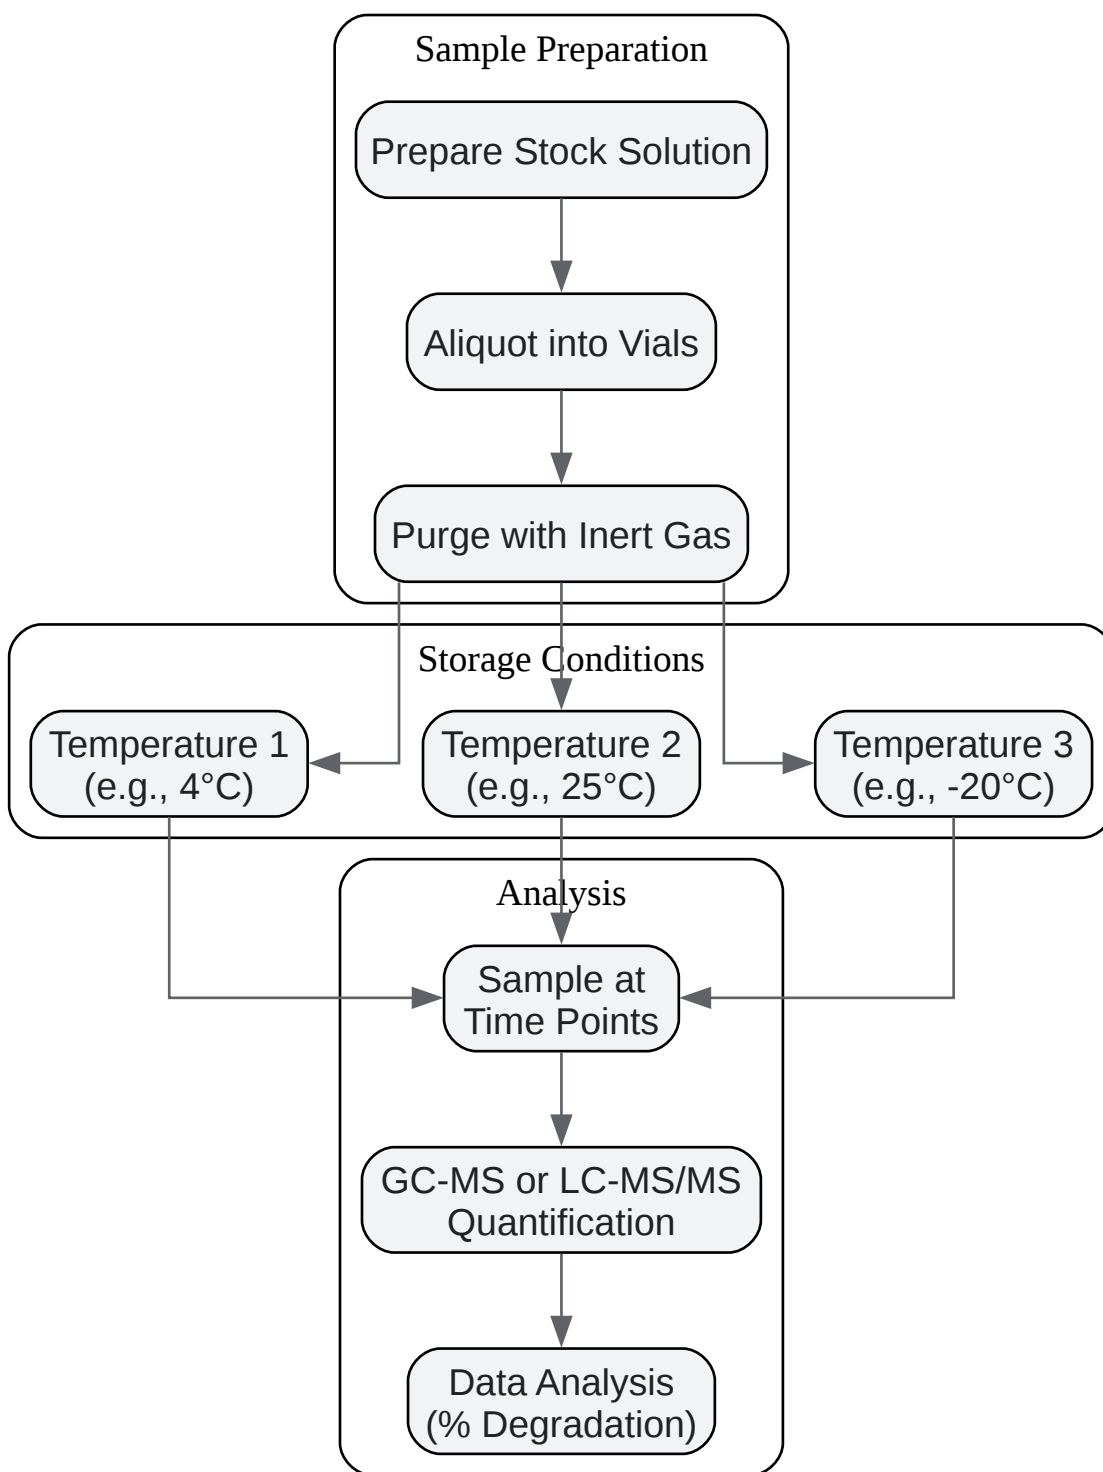 Sample Preparation
Prepare Stock Solution
Aliquot into Vials
Purge with Inert Gas
Storage Conditions
Temperature 1
(e.g., 4°C)
Temperature 2
(e.g., 25°C)
Temperature 3
(e.g., -20°C)
Analysis
Sample at
Time Points
GC-MS or LC-MS/MS
Quantification
Data Analysis
(% Degradation)